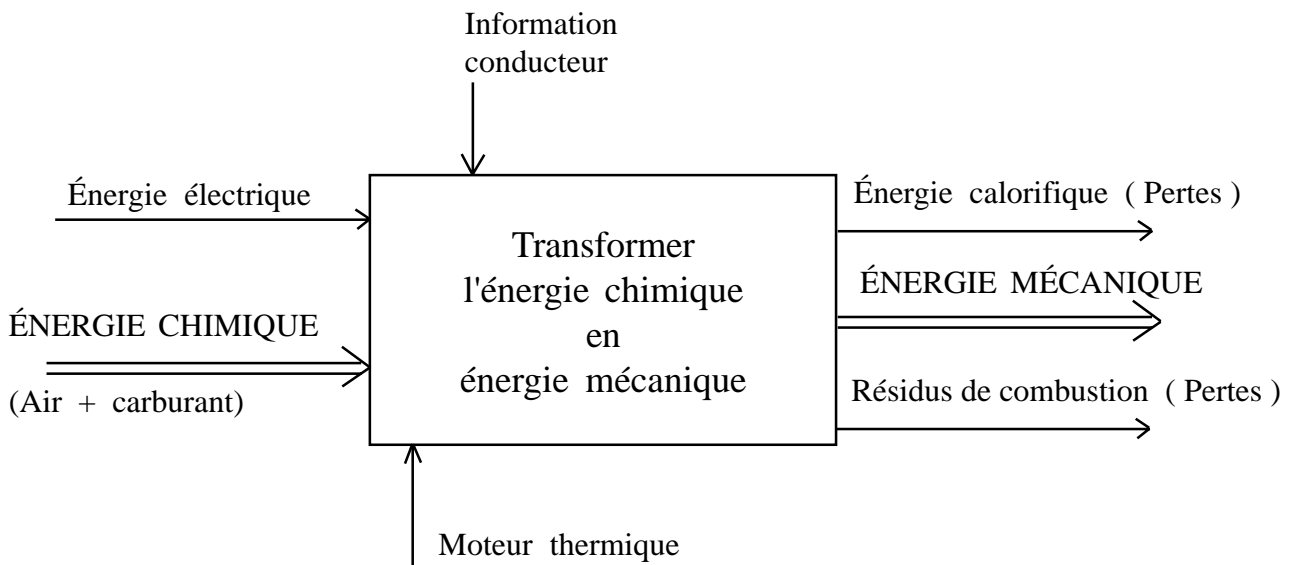 Information
conducteur
Énergie électrique
ÉNERGIE CHIMIQUE
(Air + carburant)
Transformer
l'énergie chimique
en
énergie mécanique
Énergie calorifique ( Pertes )
ÉNERGIE MÉCANIQUE
Résidus de combustion ( Pertes )
Moteur thermique